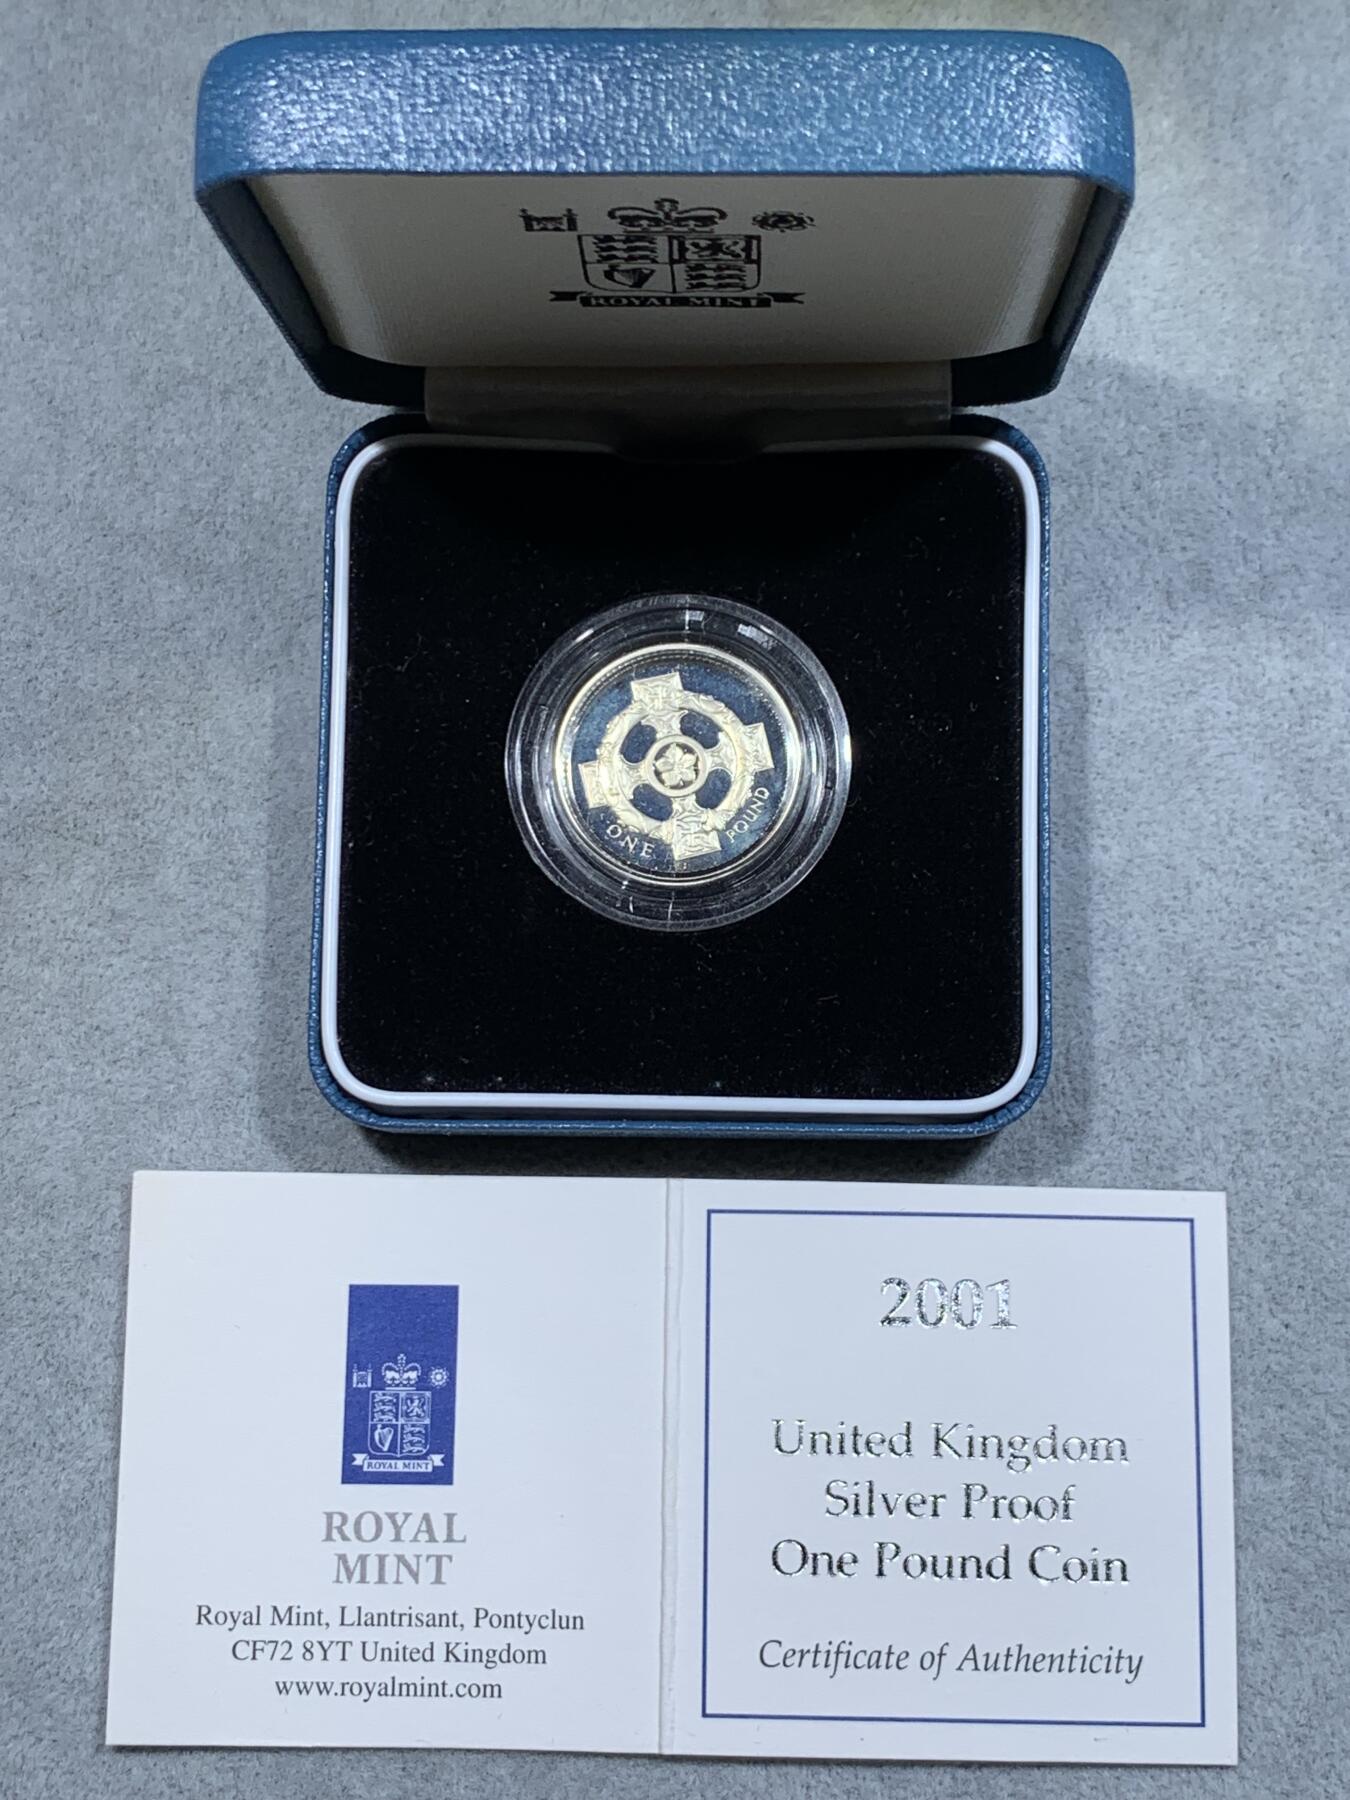 ROYAL MINT
ONE POUND
ROYAL MINT
ROYAL
MINT
Royal Mint, Llantrisant, Pontyclun
CF72 8YT United Kingdom
www.royalmint.com
2001
United Kingdom
Silver Proof
One Pound Coin
Certificate of Authenticity